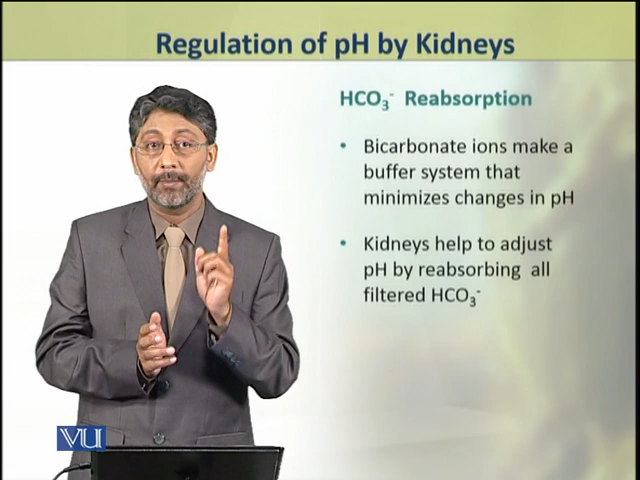 Regulation of pH by Kidneys
HCO₃⁻ Reabsorption
• Bicarbonate ions make a
buffer system that
minimizes changes in pH
• Kidneys help to adjust
pH by reabsorbing all
filtered HCO₃⁻
VU